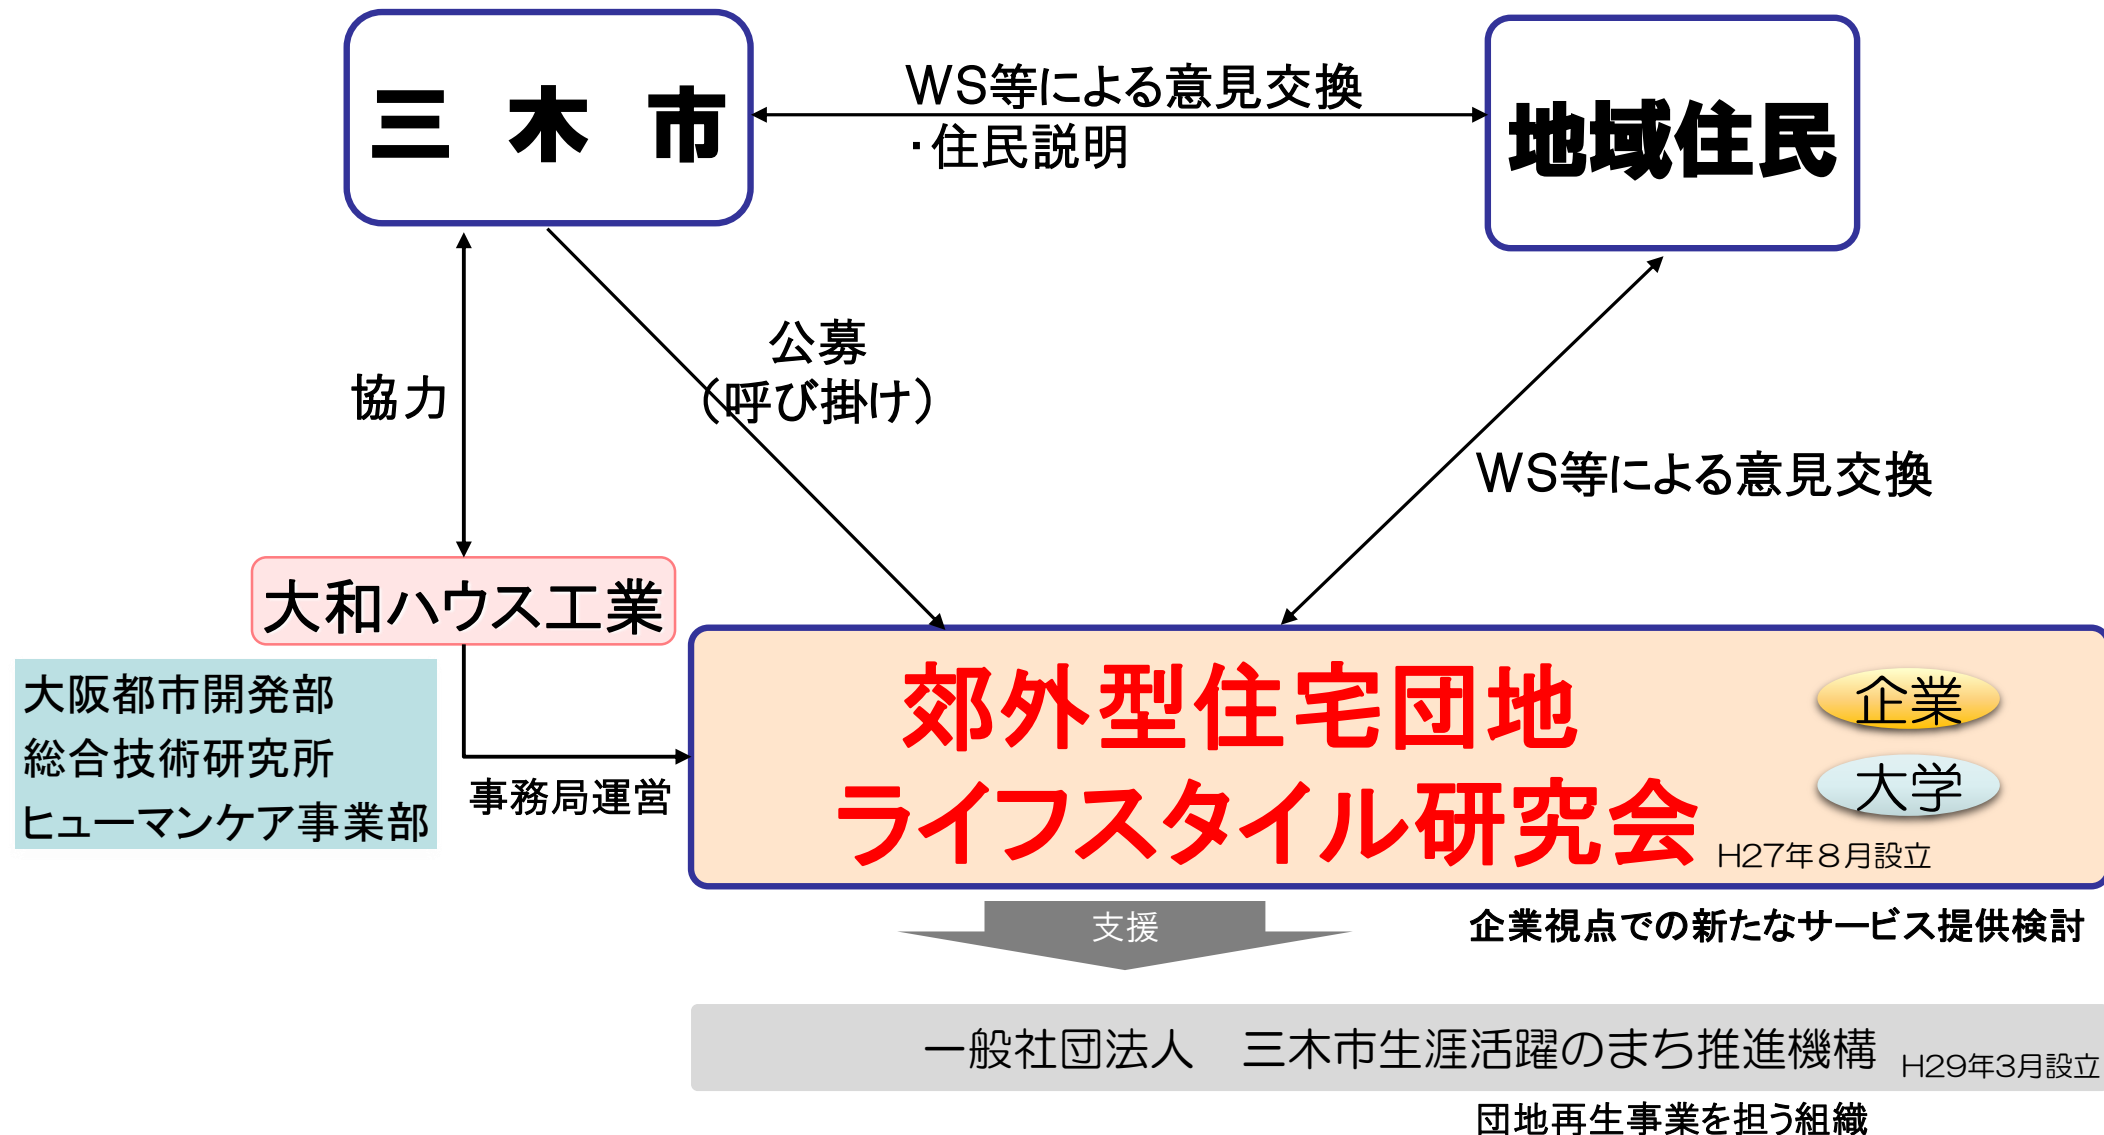 三 木 市
WS等による意見交換
・住民説明
地域住民
公募
（呼び掛け）
協力
WS等による意見交換
大和ハウス工業
大阪都市開発部
総合技術研究所
ヒューマンケア事業部
事務局運営
郊外型住宅団地
ライフスタイル研究会
企業
大学
H27年８月設立
支援
企業視点での新たなサービス提供検討
一般社団法人　三木市生涯活躍のまち推進機構
H29年3月設立
団地再生事業を担う組織